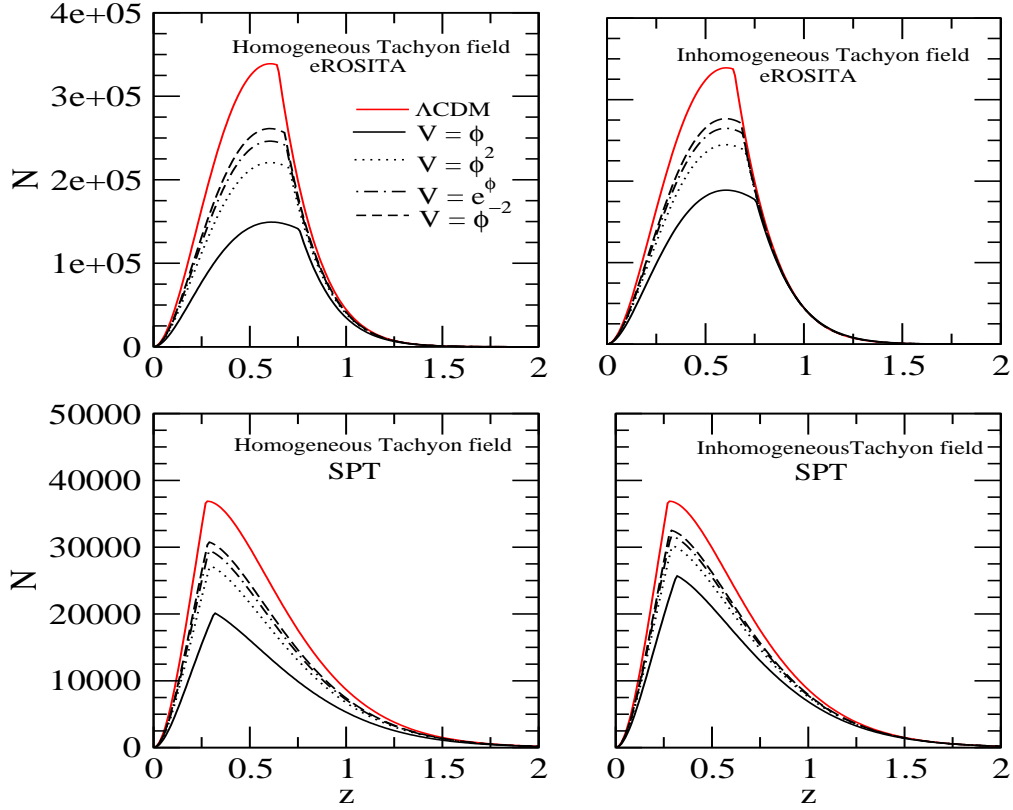 4e+05
3e+05
2e+05
1e+05
0
N
Homogeneous Tachyon field
eROSITA
ΛCDM
V = ϕ
V = ϕ²
V = e^ϕ
V = ϕ⁻²
0 0.5 1 1.5 2
Inhomogeneous Tachyon field
eROSITA
0 0.5 1 1.5 2
50000
40000
30000
20000
10000
0
N
Homogeneous Tachyon field
SPT
0 0.5 1 1.5 2
z
InhomogeneousTachyon field
SPT
0 0.5 1 1.5 2
z